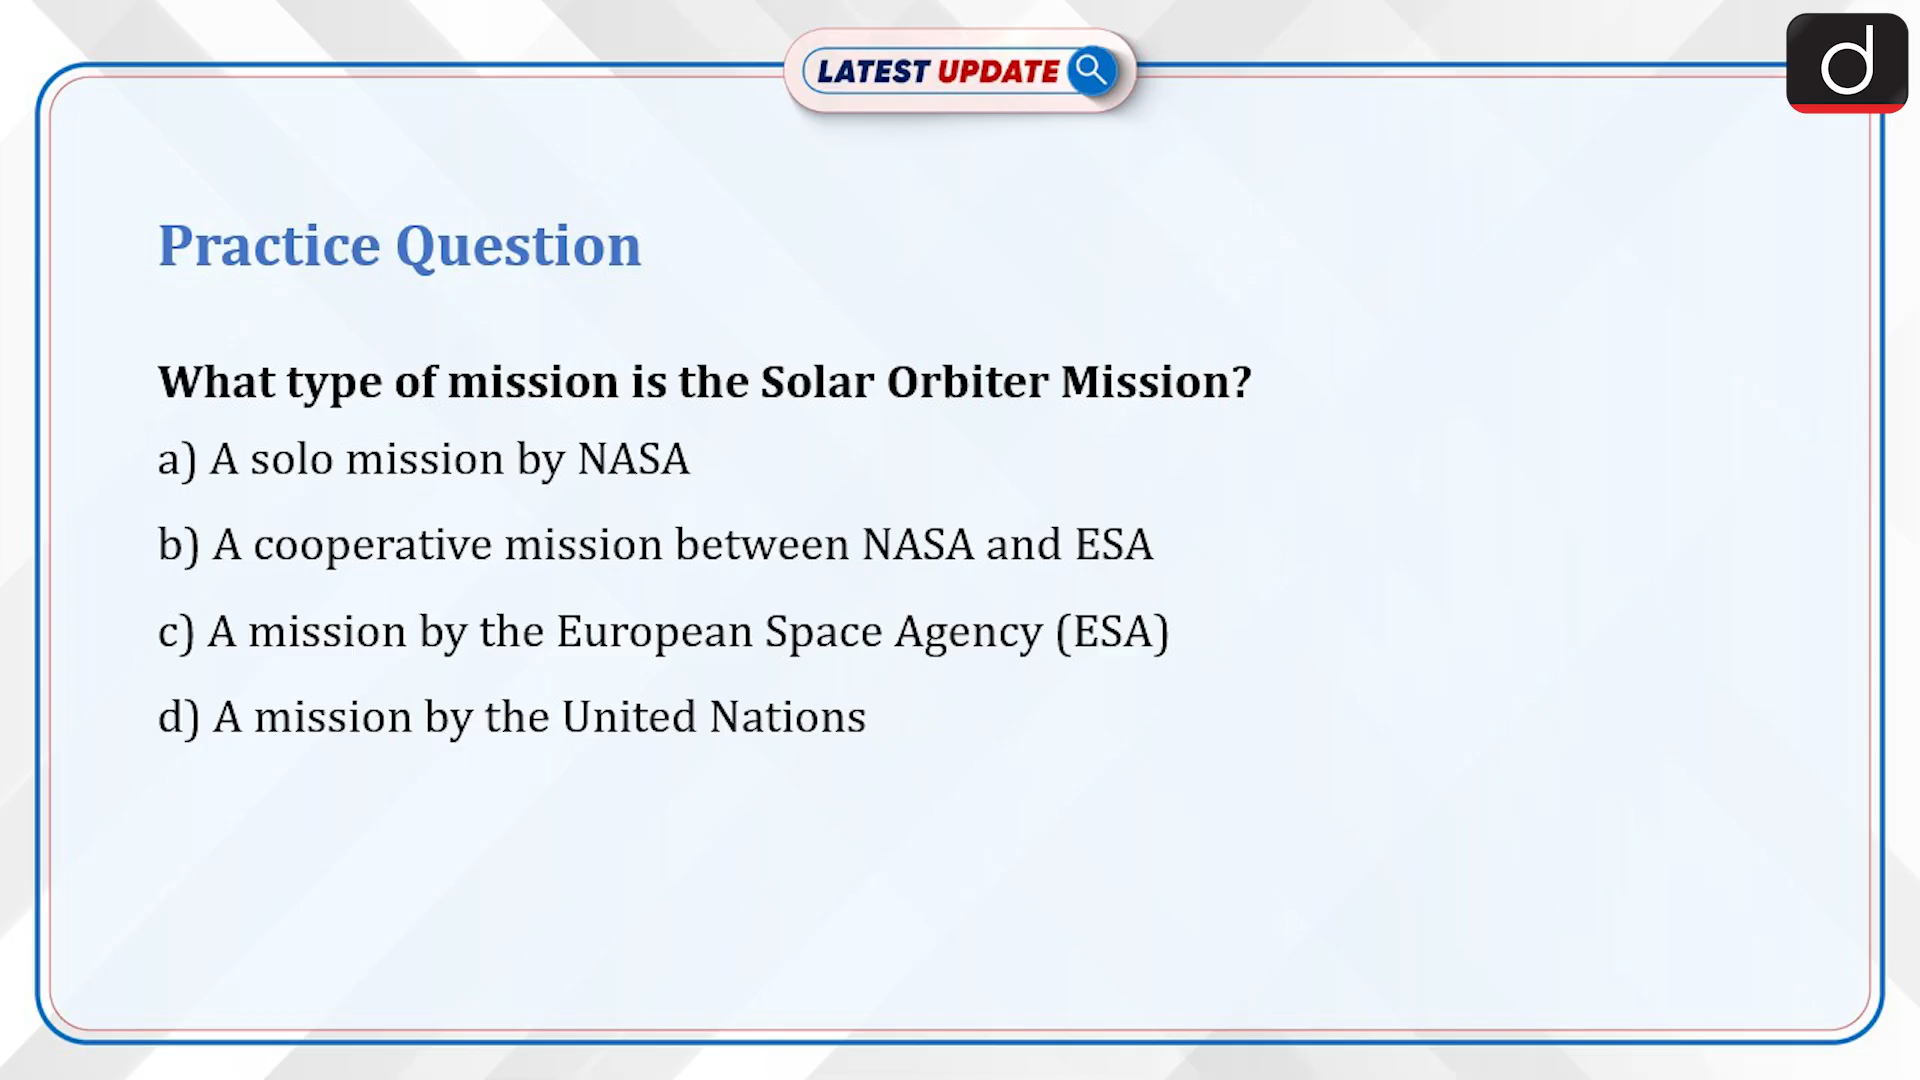 LATEST UPDATE
d
Practice Question
What type of mission is the Solar Orbiter Mission?
a) A solo mission by NASA
b) A cooperative mission between NASA and ESA
c) A mission by the European Space Agency (ESA)
d) A mission by the United Nations